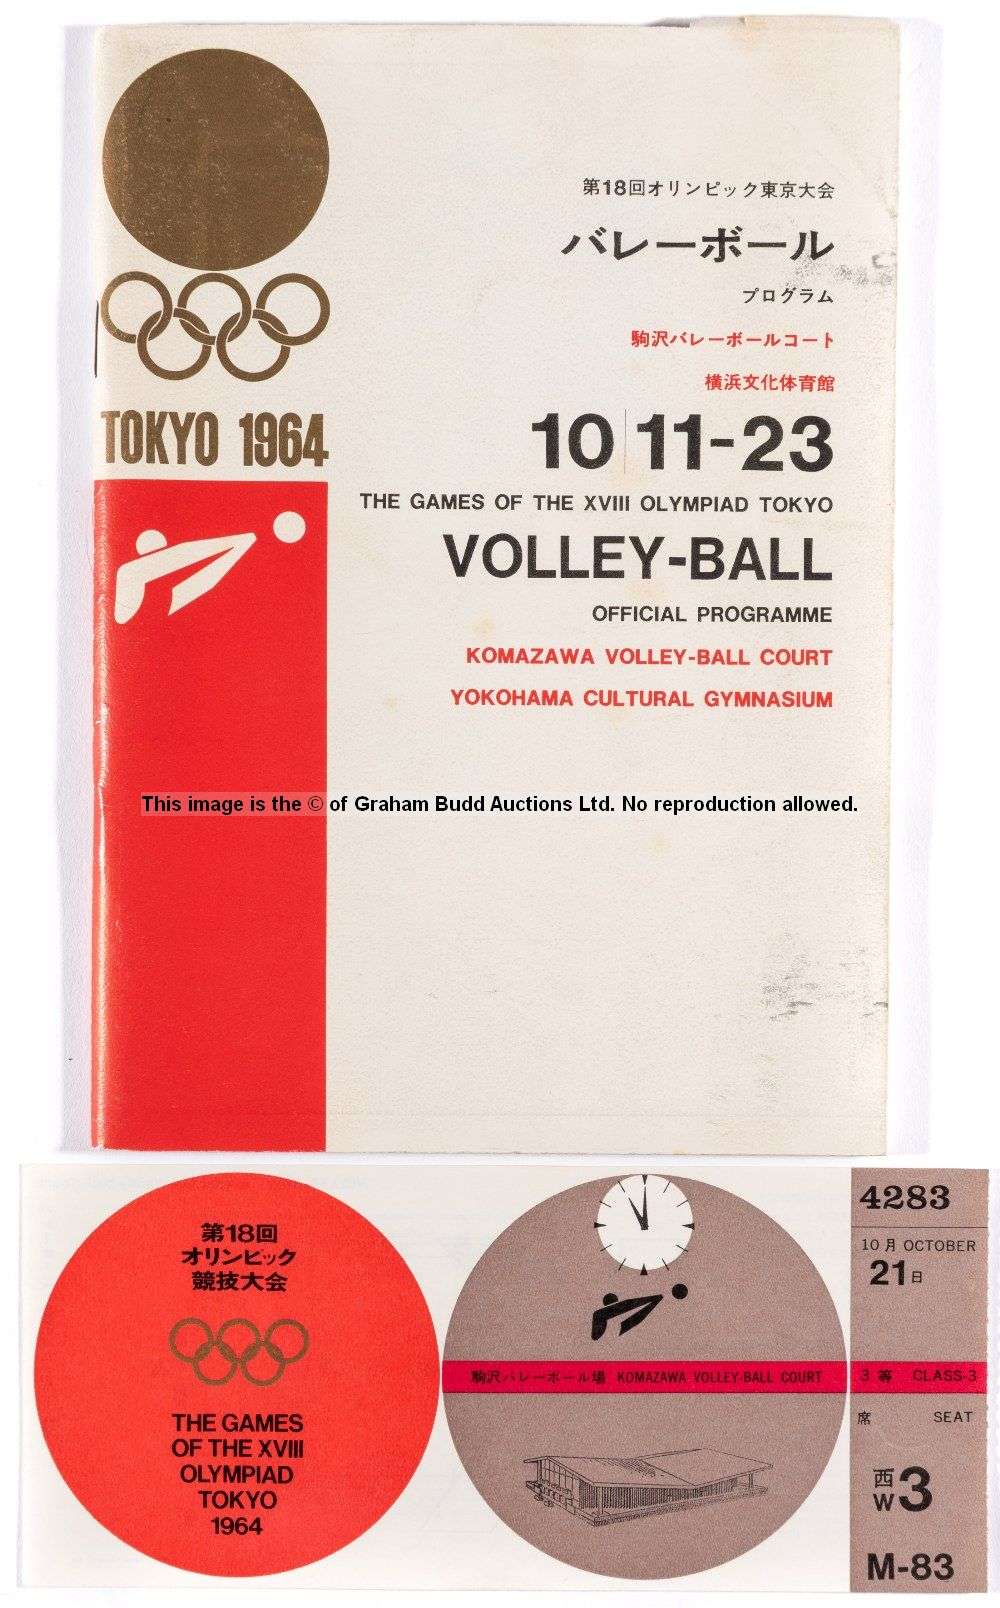 第18回オリンピック東京大会
バレーボール
プログラム
駒沢バレーボールコート
横浜文化体育館
TOKYO 1964
10 11-23
THE GAMES OF THE XVIII OLYMPIAD TOKYO
VOLLEY-BALL
OFFICIAL PROGRAMME
KOMAZAWA VOLLEY-BALL COURT
YOKOHAMA CULTURAL GYMNASIUM
This image is the © of Graham Budd Auctions Ltd. No reproduction allowed.
第18回
オリンピック
競技大会
THE GAMES
OF THE XVIII
OLYMPIAD
TOKYO
1964
駒沢バレーボール場 KOMAZAWA VOLLEY-BALL COURT
4283
10月 OCTOBER
21日
3等 CLASS-3
席 SEAT
西
W3
M-83